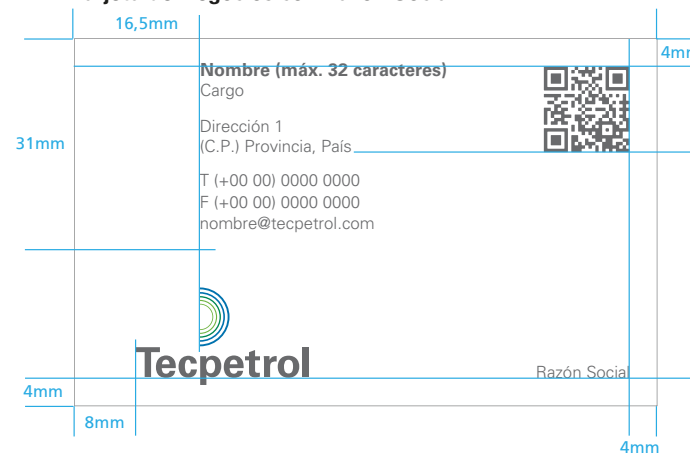 16,5mm
4mm
Nombre (máx. 32 caracteres)
Cargo
Dirección 1
31mm
(C.P.) Provincia, País
T (+00 00) 0000 0000
F (+00 00) 0000 0000
nombre@tecpetrol.com
Tecpetrol
Razón Social
4mm
8mm
4mm